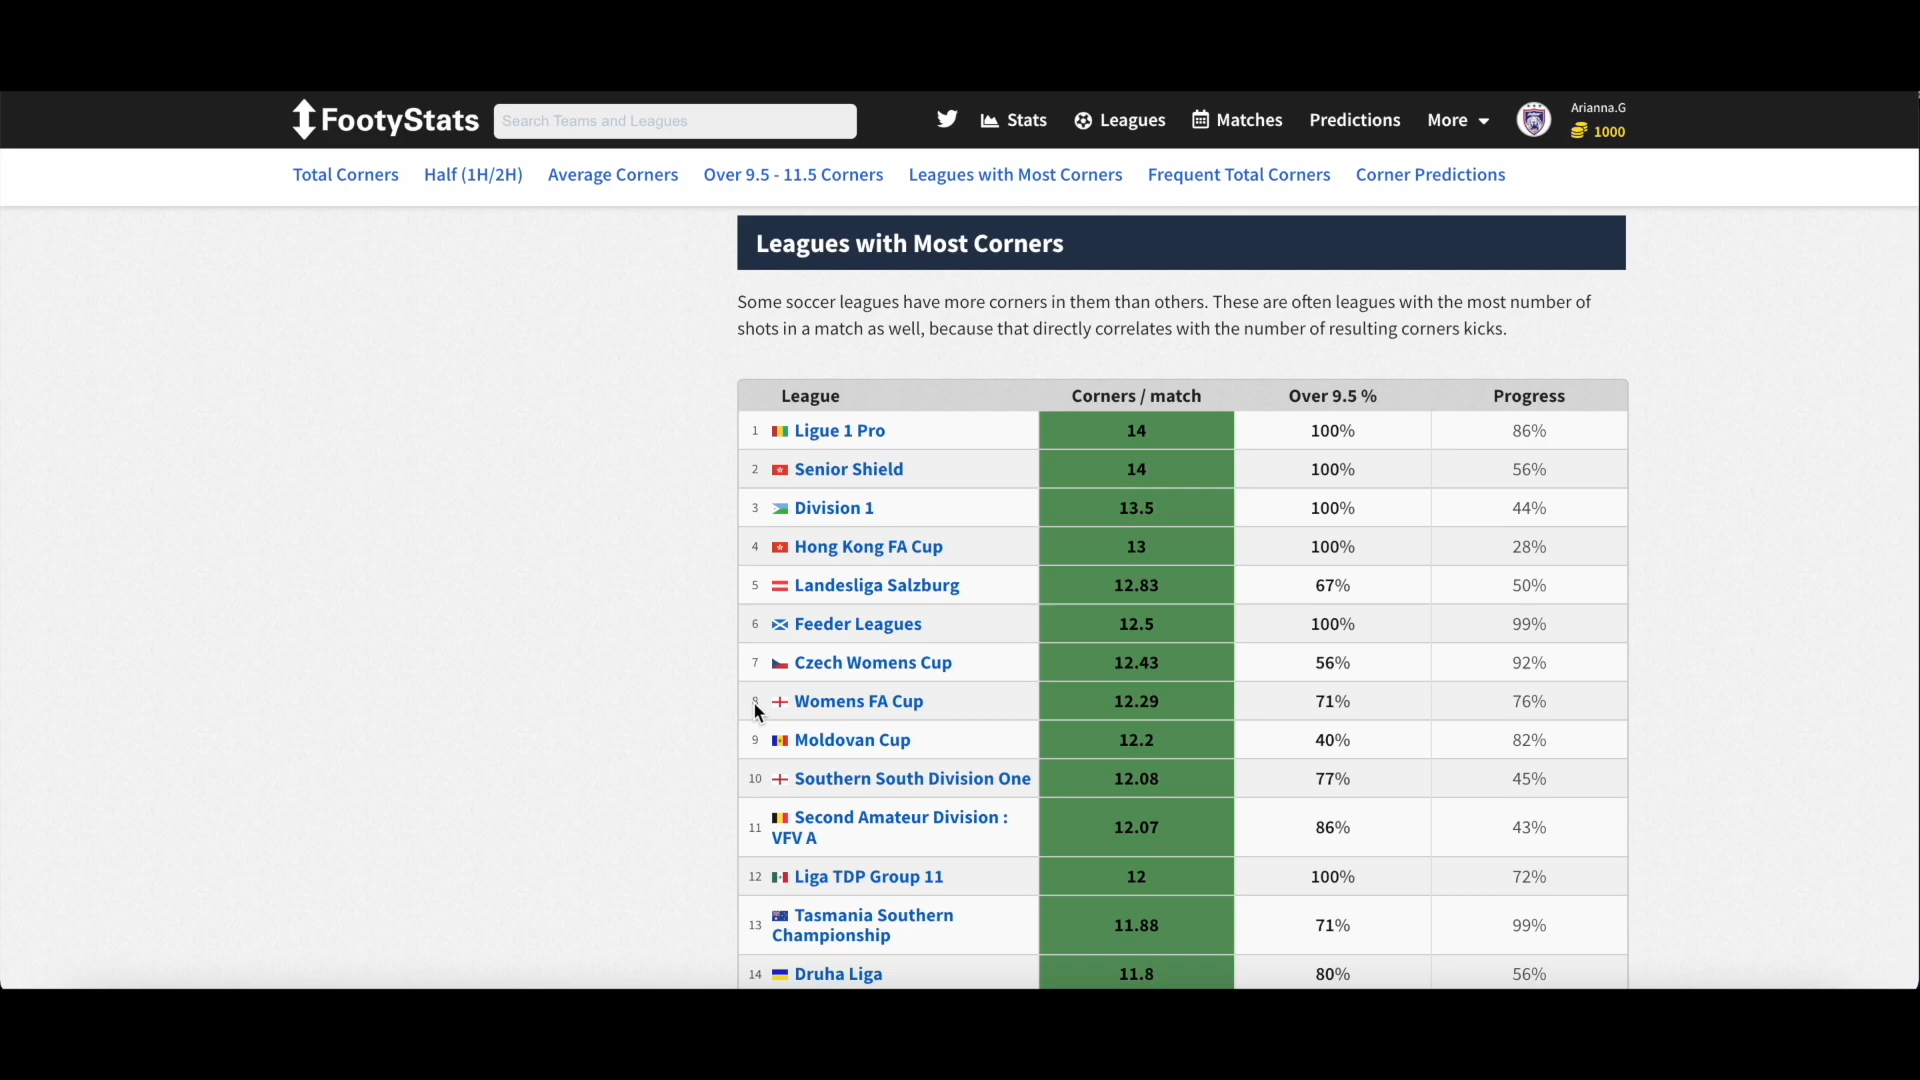 FootyStats
Search Teams and Leagues
Stats
Leagues
Matches
Predictions
More
Arianna.G
1000
Total Corners
Half (1H/2H)
Average Corners
Over 9.5 - 11.5 Corners
Leagues with Most Corners
Frequent Total Corners
Corner Predictions
Leagues with Most Corners
Some soccer leagues have more corners in them than others. These are often leagues with the most number of
shots in a match as well, because that directly correlates with the number of resulting corners kicks.
League Corners / match Over 9.5 % Progress
1 Ligue 1 Pro 14 100% 86%
2 Senior Shield 14 100% 56%
3 Division 1 13.5 100% 44%
4 Hong Kong FA Cup 13 100% 28%
5 Landesliga Salzburg 12.83 67% 50%
6 Feeder Leagues 12.5 100% 99%
7 Czech Womens Cup 12.43 56% 92%
8 Womens FA Cup 12.29 71% 76%
9 Moldovan Cup 12.2 40% 82%
10 Southern South Division One 12.08 77% 45%
11 Second Amateur Division :
VFV A 12.07 86% 43%
12 Liga TDP Group 11 12 100% 72%
13 Tasmania Southern
Championship 11.88 71% 99%
14 Druha Liga 11.8 80% 56%